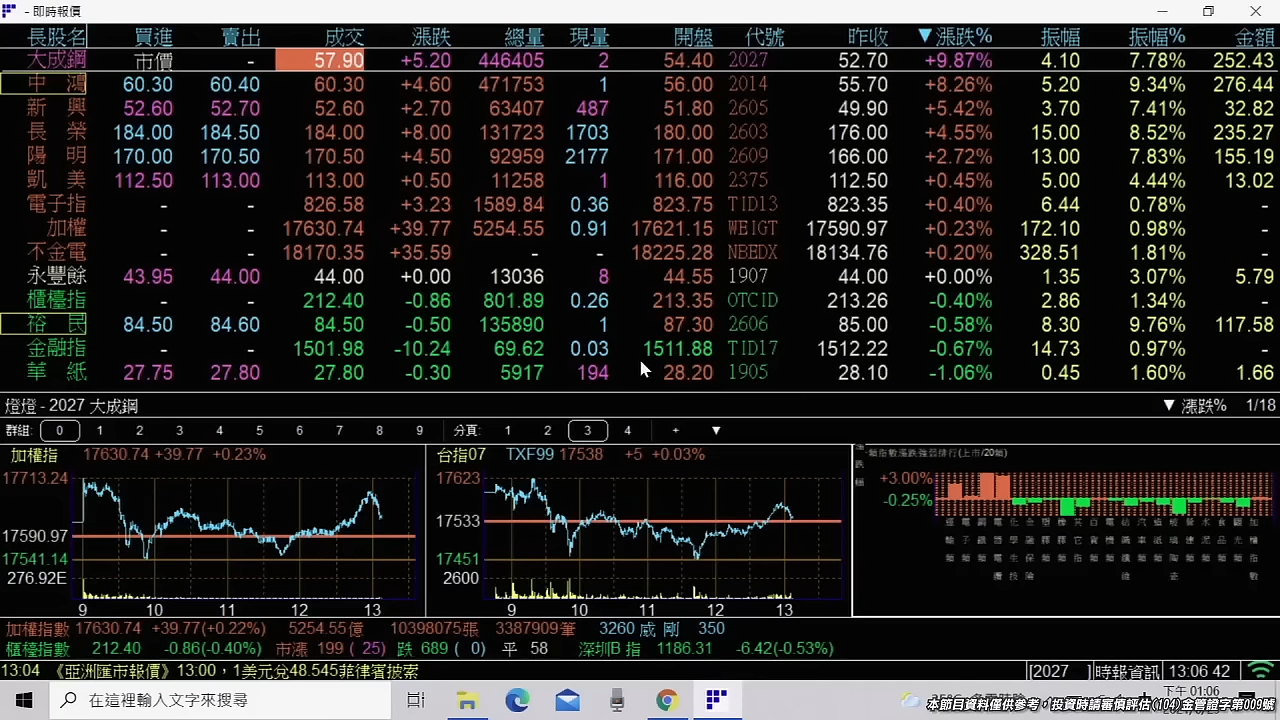 - 即時報價
長股名 買進 賣出 成交 漲跌 總量 現量 開盤 代號 昨收 ▼漲跌% 振幅 振幅% 金額
大成鋼 市價 - 57.90 +5.20 446405 2 54.40 2027 52.70 +9.87% 4.10 7.78% 252.43
中鴻 60.30 60.40 60.30 +4.60 471753 1 56.00 2014 55.70 +8.26% 5.20 9.34% 276.44
新興 52.60 52.70 52.60 +2.70 63407 487 51.80 2605 49.90 +5.42% 3.70 7.41% 32.82
長榮 184.00 184.50 184.00 +8.00 131723 1703 180.00 2603 176.00 +4.55% 15.00 8.52% 235.27
陽明 170.00 170.50 170.50 +4.50 92959 2177 171.00 2609 166.00 +2.72% 13.00 7.83% 155.19
凱美 112.50 113.00 113.00 +0.50 11258 1 116.00 2375 112.50 +0.45% 5.00 4.44% 13.02
電子指 - - 826.58 +3.23 1589.84 0.36 823.75 TID13 823.35 +0.40% 6.44 0.78% -
加權 - - 17630.74 +39.77 5254.55 0.91 17621.15 WEIGT 17590.97 +0.23% 172.10 0.98% -
不金電 - - 18170.35 +35.59 - - 18225.28 NEEDX 18134.76 +0.20% 328.51 1.81% -
永豐餘 43.95 44.00 44.00 +0.00 13036 8 44.55 1907 44.00 +0.00% 1.35 3.07% 5.79
櫃檯指 - - 212.40 -0.86 801.89 0.26 213.35 OTCID 213.26 -0.40% 2.86 1.34% -
裕民 84.50 84.60 84.50 -0.50 135890 1 87.30 2606 85.00 -0.58% 8.30 9.76% 117.58
金融指 - - 1501.98 -10.24 69.62 0.03 1511.88 TID17 1512.22 -0.67% 14.73 0.97% -
華紙 27.75 27.80 27.80 -0.30 5917 194 28.20 1905 28.10 -1.06% 0.45 1.60% 1.66
燈燈 - 2027 大成鋼 ▼ 漲跌% 1/18
群組: 0 1 2 3 4 5 6 7 8 9 分頁: 1 2 3 4 + ▼
加權指 17630.74 +39.77 +0.23%
17713.24
17590.97
17541.14
276.92E
9 10 11 12 13
台指07 TXF99 17538 +5 +0.03%
17623
17533
17451
2600
9 10 11 12 13
類指數漲跌強弱排行(上市/20類)
+3.00%
-0.25%
加權指數 17630.74 +39.77(+0.22%) 5254.55億 10398075張 3387909筆 3260 威剛 350
櫃檯指數 212.40 -0.86(-0.40%) 市漲 199 ( 25) 跌 689 ( 0) 平 58 深圳B指 1186.31 -6.42(-0.53%)
13:04 《亞洲匯市報價》13:00，1美元兌48.545菲律賓披索 [2027 ]時報資訊 13:06:42
在這裡輸入文字來搜尋
下午 01:06
本節目資料僅供參考，投資時請審慎評估(104)金管證字第009號